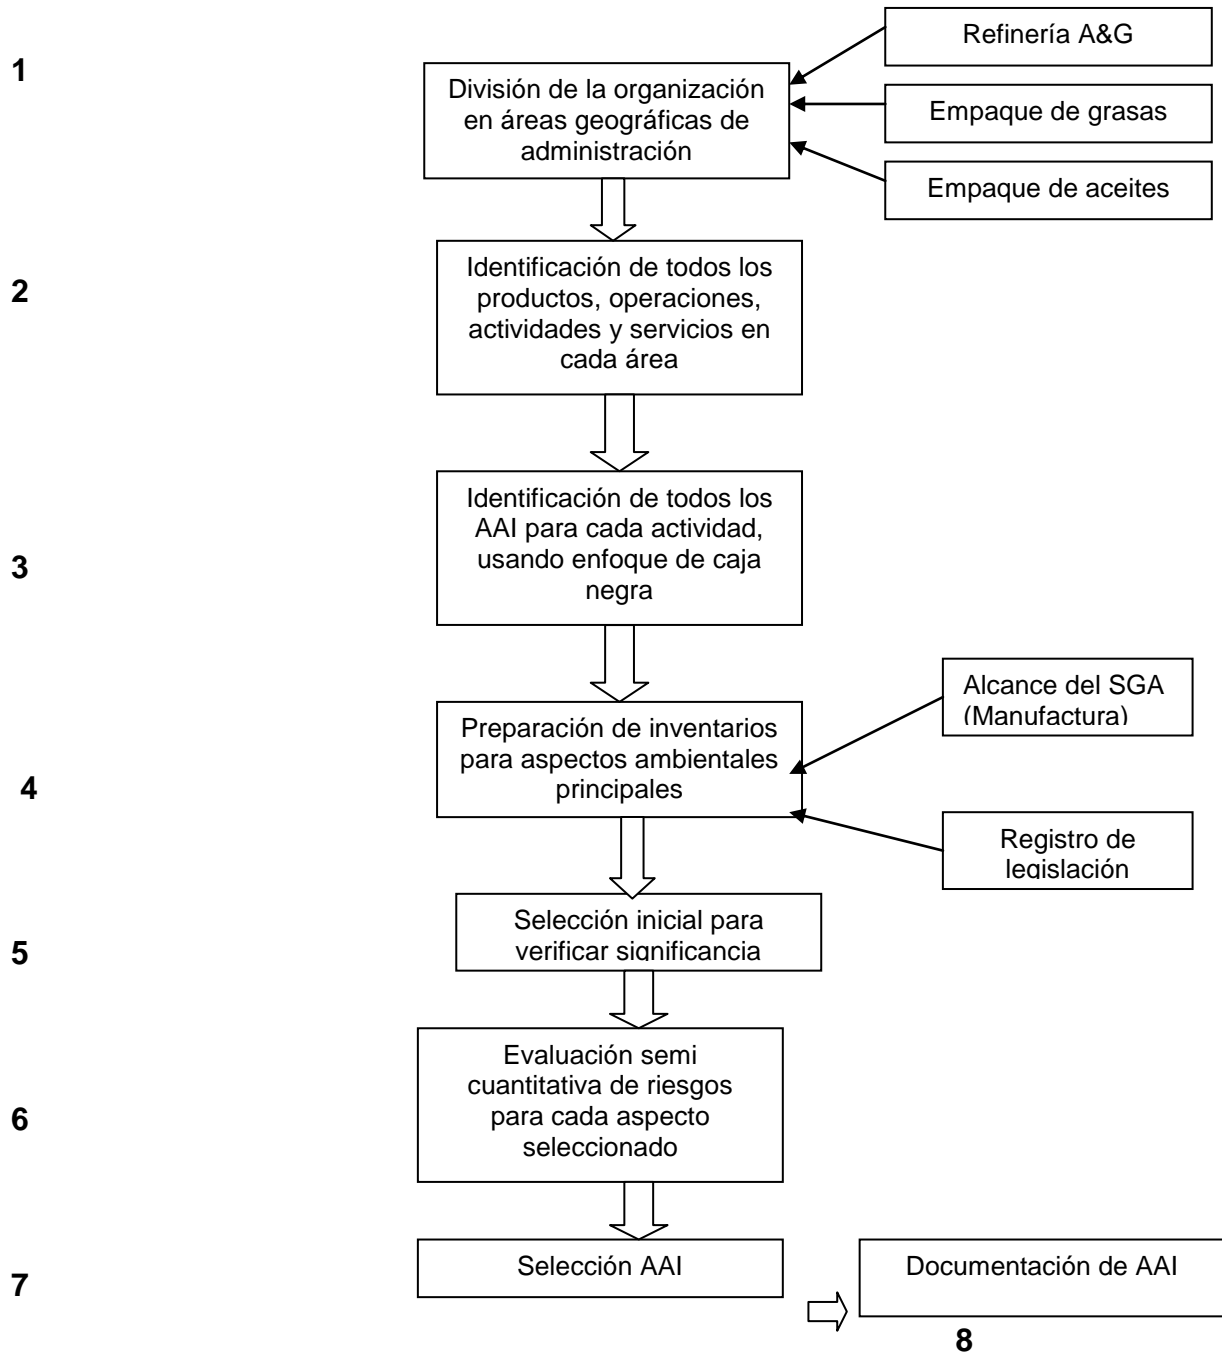 Refinería A&G
1
División de la organización
en áreas geográficas de
administración
Empaque de grasas
Empaque de aceites
2
Identificación de todos los
productos, operaciones,
actividades y servicios en
cada área
3
Identificación de todos los
AAI para cada actividad,
usando enfoque de caja
negra
Alcance del SGA
(Manufactura)
4
Preparación de inventarios
para aspectos ambientales
principales
Registro de
legislación
5
Selección inicial para
verificar significancia
6
Evaluación semi
cuantitativa de riesgos
para cada aspecto
seleccionado
7
Selección AAI
Documentación de AAI
8